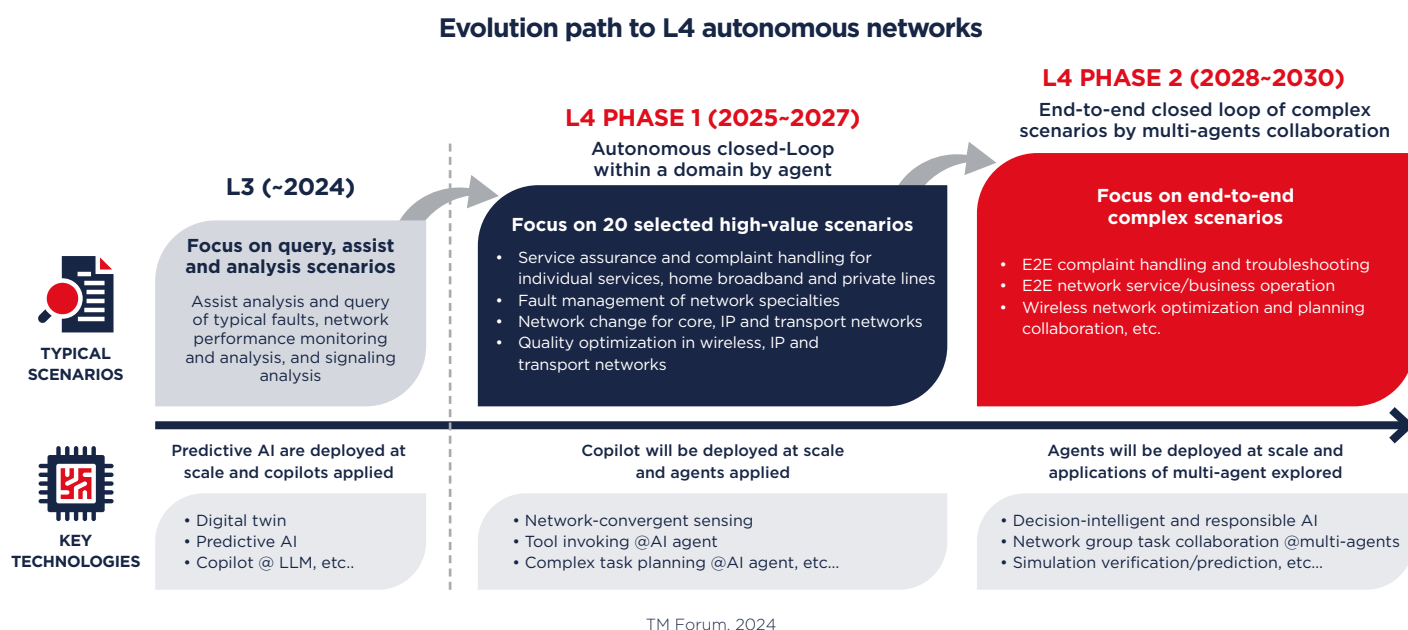 Evolution path to L4 autonomous networks
L3 (~2024)
Focus on query, assist
and analysis scenarios
Assist analysis and query
of typical faults, network
performance monitoring
and analysis, and signaling
analysis
L4 PHASE 1 (2025~2027)
Autonomous closed-Loop
within a domain by agent
Focus on 20 selected high-value scenarios
• Service assurance and complaint handling for
individual services, home broadband and private lines
• Fault management of network specialties
• Network change for core, IP and transport networks
• Quality optimization in wireless, IP and
transport networks
L4 PHASE 2 (2028~2030)
End-to-end closed loop of complex
scenarios by multi-agents collaboration
Focus on end-to-end
complex scenarios
• E2E complaint handling and troubleshooting
• E2E network service/business operation
• Wireless network optimization and planning
collaboration, etc.
TYPICAL
SCENARIOS
Predictive AI are deployed at
scale and copilots applied
• Digital twin
• Predictive AI
• Copilot @ LLM, etc..
Copilot will be deployed at scale
and agents applied
• Network-convergent sensing
• Tool invoking @AI agent
• Complex task planning @AI agent, etc...
Agents will be deployed at scale and
applications of multi-agent explored
• Decision-intelligent and responsible AI
• Network group task collaboration @multi-agents
• Simulation verification/prediction, etc...
KEY
TECHNOLOGIES
TM Forum, 2024